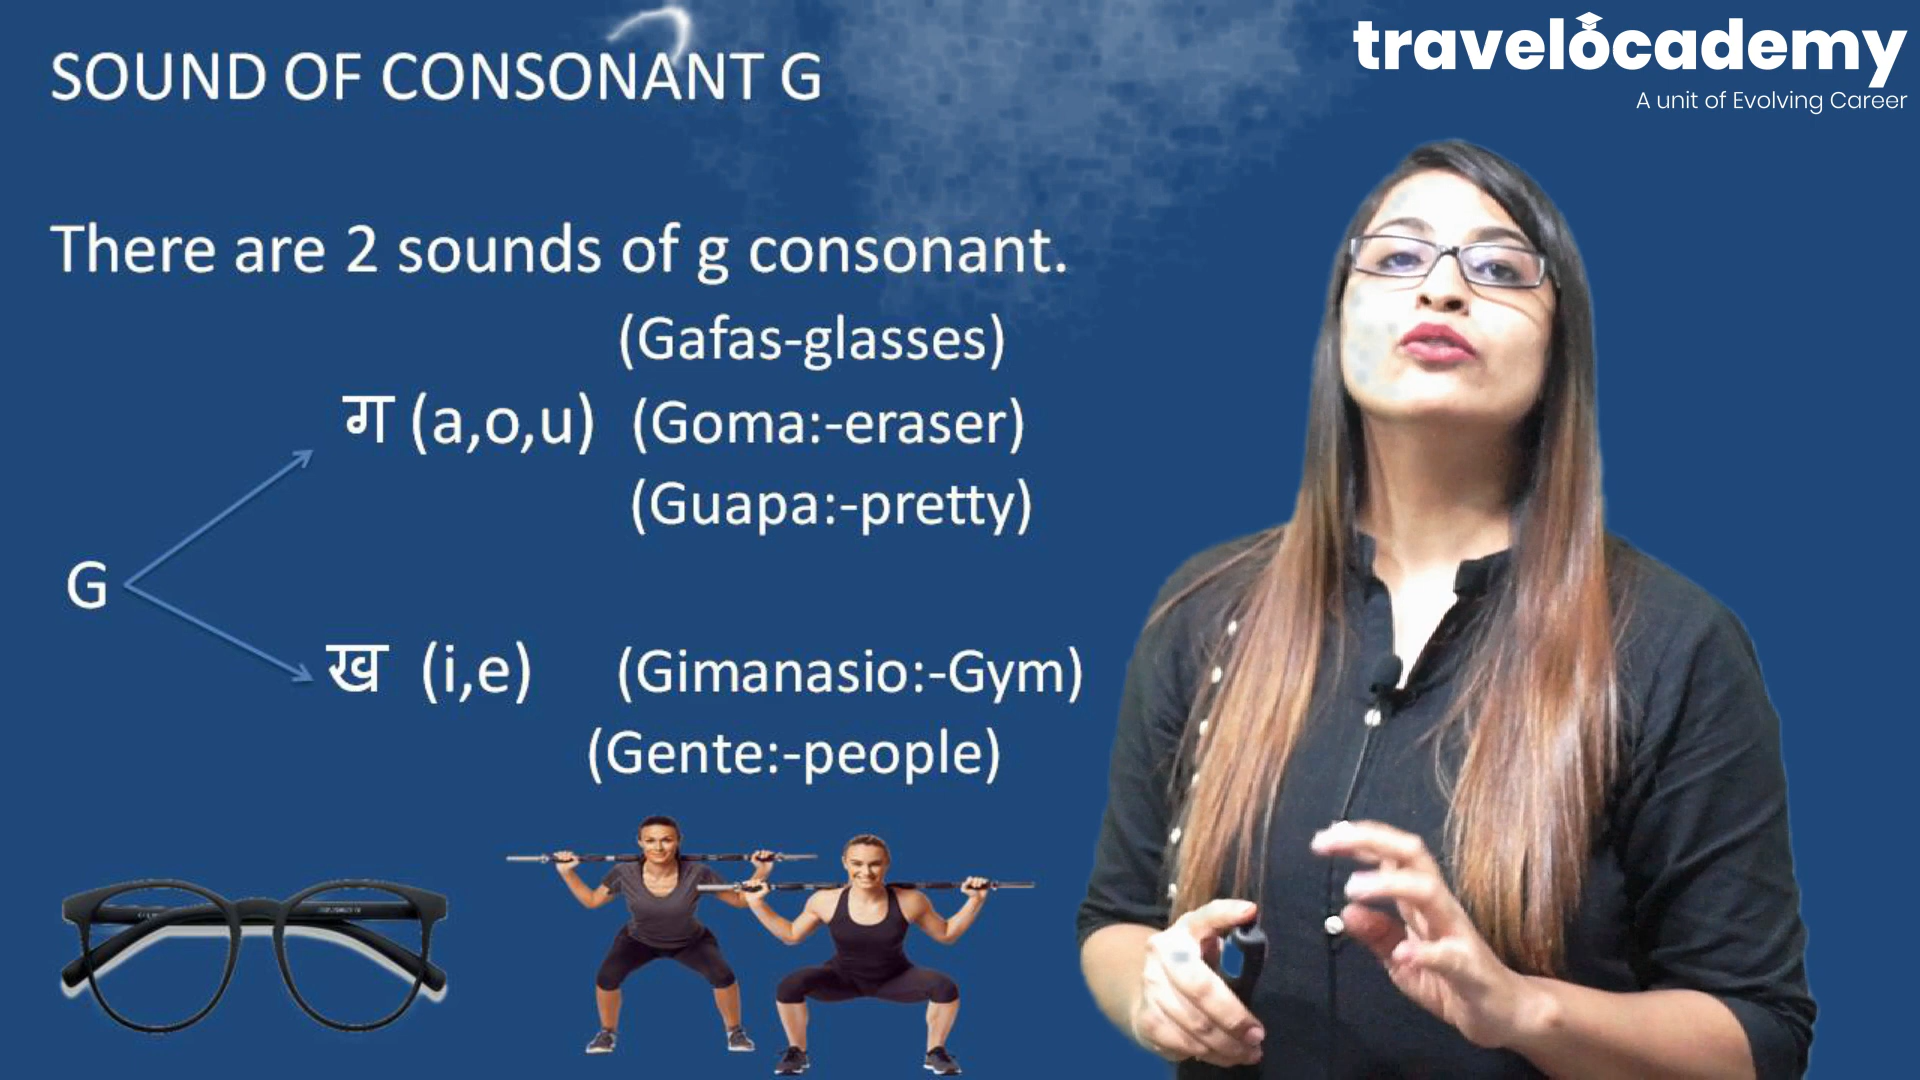 SOUND OF CONSONANT G
travelocademy
A unit of Evolving Career
There are 2 sounds of g consonant.
(Gafas-glasses)
ग (a,o,u) (Goma:-eraser)
(Guapa:-pretty)
G
ख (i,e) (Gimanasio:-Gym)
(Gente:-people)